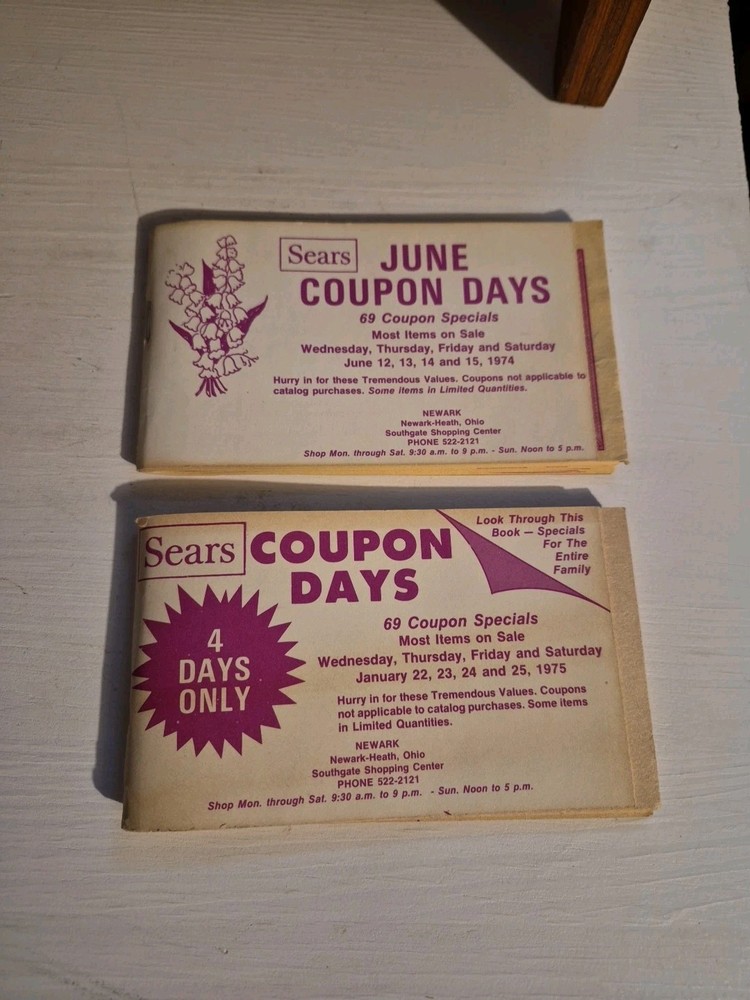 Sears
JUNE
COUPON DAYS
69 Coupon Specials
Most Items on Sale
Wednesday, Thursday, Friday and Saturday
June 12, 13, 14 and 15, 1974
Hurry in for these Tremendous Values. Coupons not applicable to
catalog purchases. Some Items in Limited Quantities.
NEWARK
Newark-Heath, Ohio
Southgate Shopping Center
PHONE 522-2121
Shop Mon. through Sat. 9:30 a.m. to 9 p.m. - Sun. Noon to 5 p.m.
Sears
COUPON
DAYS
Look Through This
Book — Specials
For The
Entire
Family
4
DAYS
ONLY
69 Coupon Specials
Most Items on Sale
Wednesday, Thursday, Friday and Saturday
January 22, 23, 24 and 25, 1975
Hurry in for these Tremendous Values. Coupons
not applicable to catalog purchases. Some items
in Limited Quantities.
NEWARK
Newark-Heath, Ohio
Southgate Shopping Center
PHONE 522-2121
Shop Mon. through Sat. 9:30 a.m. to 9 p.m. - Sun. Noon to 5 p.m.